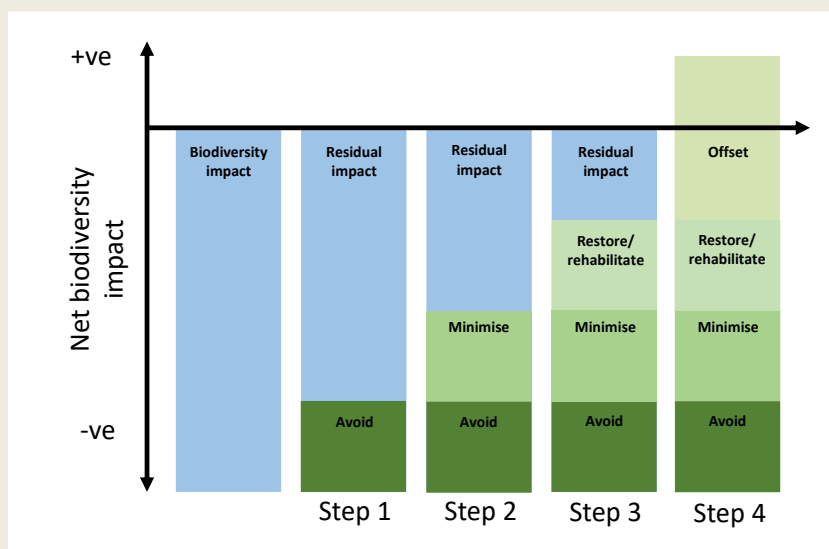 +ve
Net biodiversity
impact
-ve
Biodiversity
impact
Residual
impact
Avoid
Step 1
Residual
impact
Minimise
Avoid
Step 2
Residual
impact
Restore/
rehabilitate
Minimise
Avoid
Step 3
Offset
Restore/
rehabilitate
Minimise
Avoid
Step 4